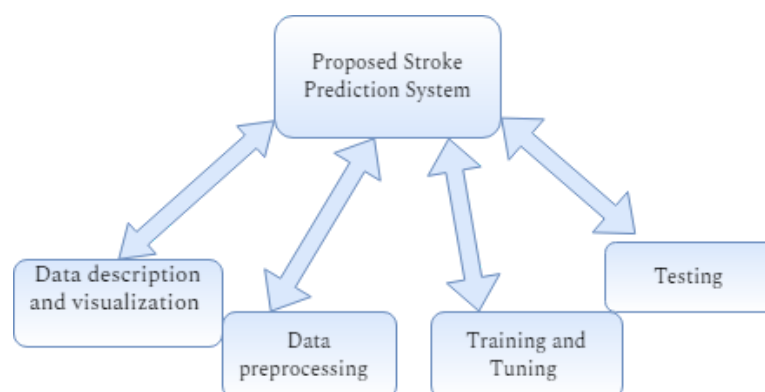 Proposed Stroke
Prediction System
Data description
and visualization
Data
preprocessing
Training and
Tuning
Testing